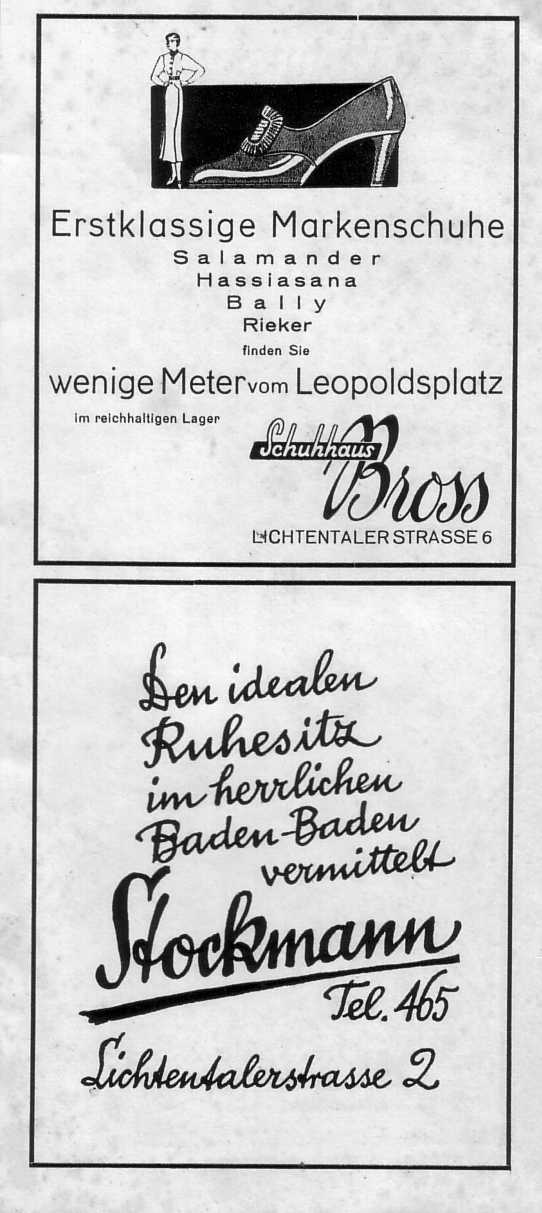 Erstklassige Markenschuhe
Salamander
Hassiasana
Bally
Rieker
finden Sie
wenige Meter vom Leopoldsplatz
im reichhaltigen Lager
Schuhhaus
Bross
LICHTENTALER STRASSE 6
Den idealen
Ruhesitz
im herrlichen
Baden-Baden
vermittelt
Stockmann
Tel. 465
Lichtentalerstrasse 2